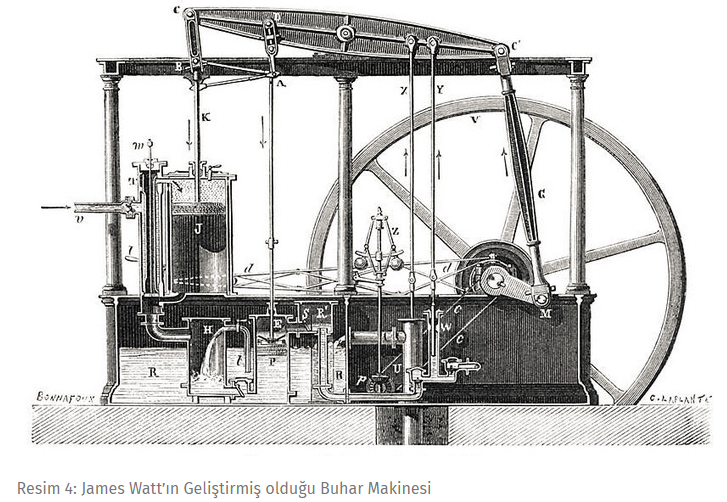 C
C'
B
A
K
X
Y
V
m
T
G
v
J
Z
l
d
d
M
H
E
S
R'
e
W
e
R
l
P
R
p
U
BONNAFOUX
C. LAPLANTE
Resim 4: James Watt'ın Geliştirmiş olduğu Buhar Makinesi